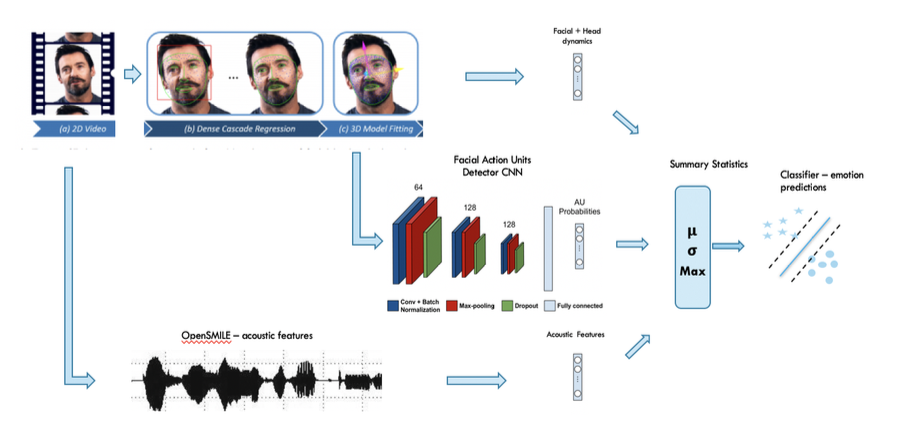 Facial + Head
dynamics
(a) 2D Video
(b) Dense Cascade Regression
(c) 3D Model Fitting
...
Facial Action Units
Detector CNN
64
128
128
AU
Probabilities
Conv + Batch
Normalization
Max-pooling
Dropout
Fully connected
Summary Statistics
μ
σ
Max
Classifier – emotion
predictions
OpenSMILE – acoustic features
Acoustic Features